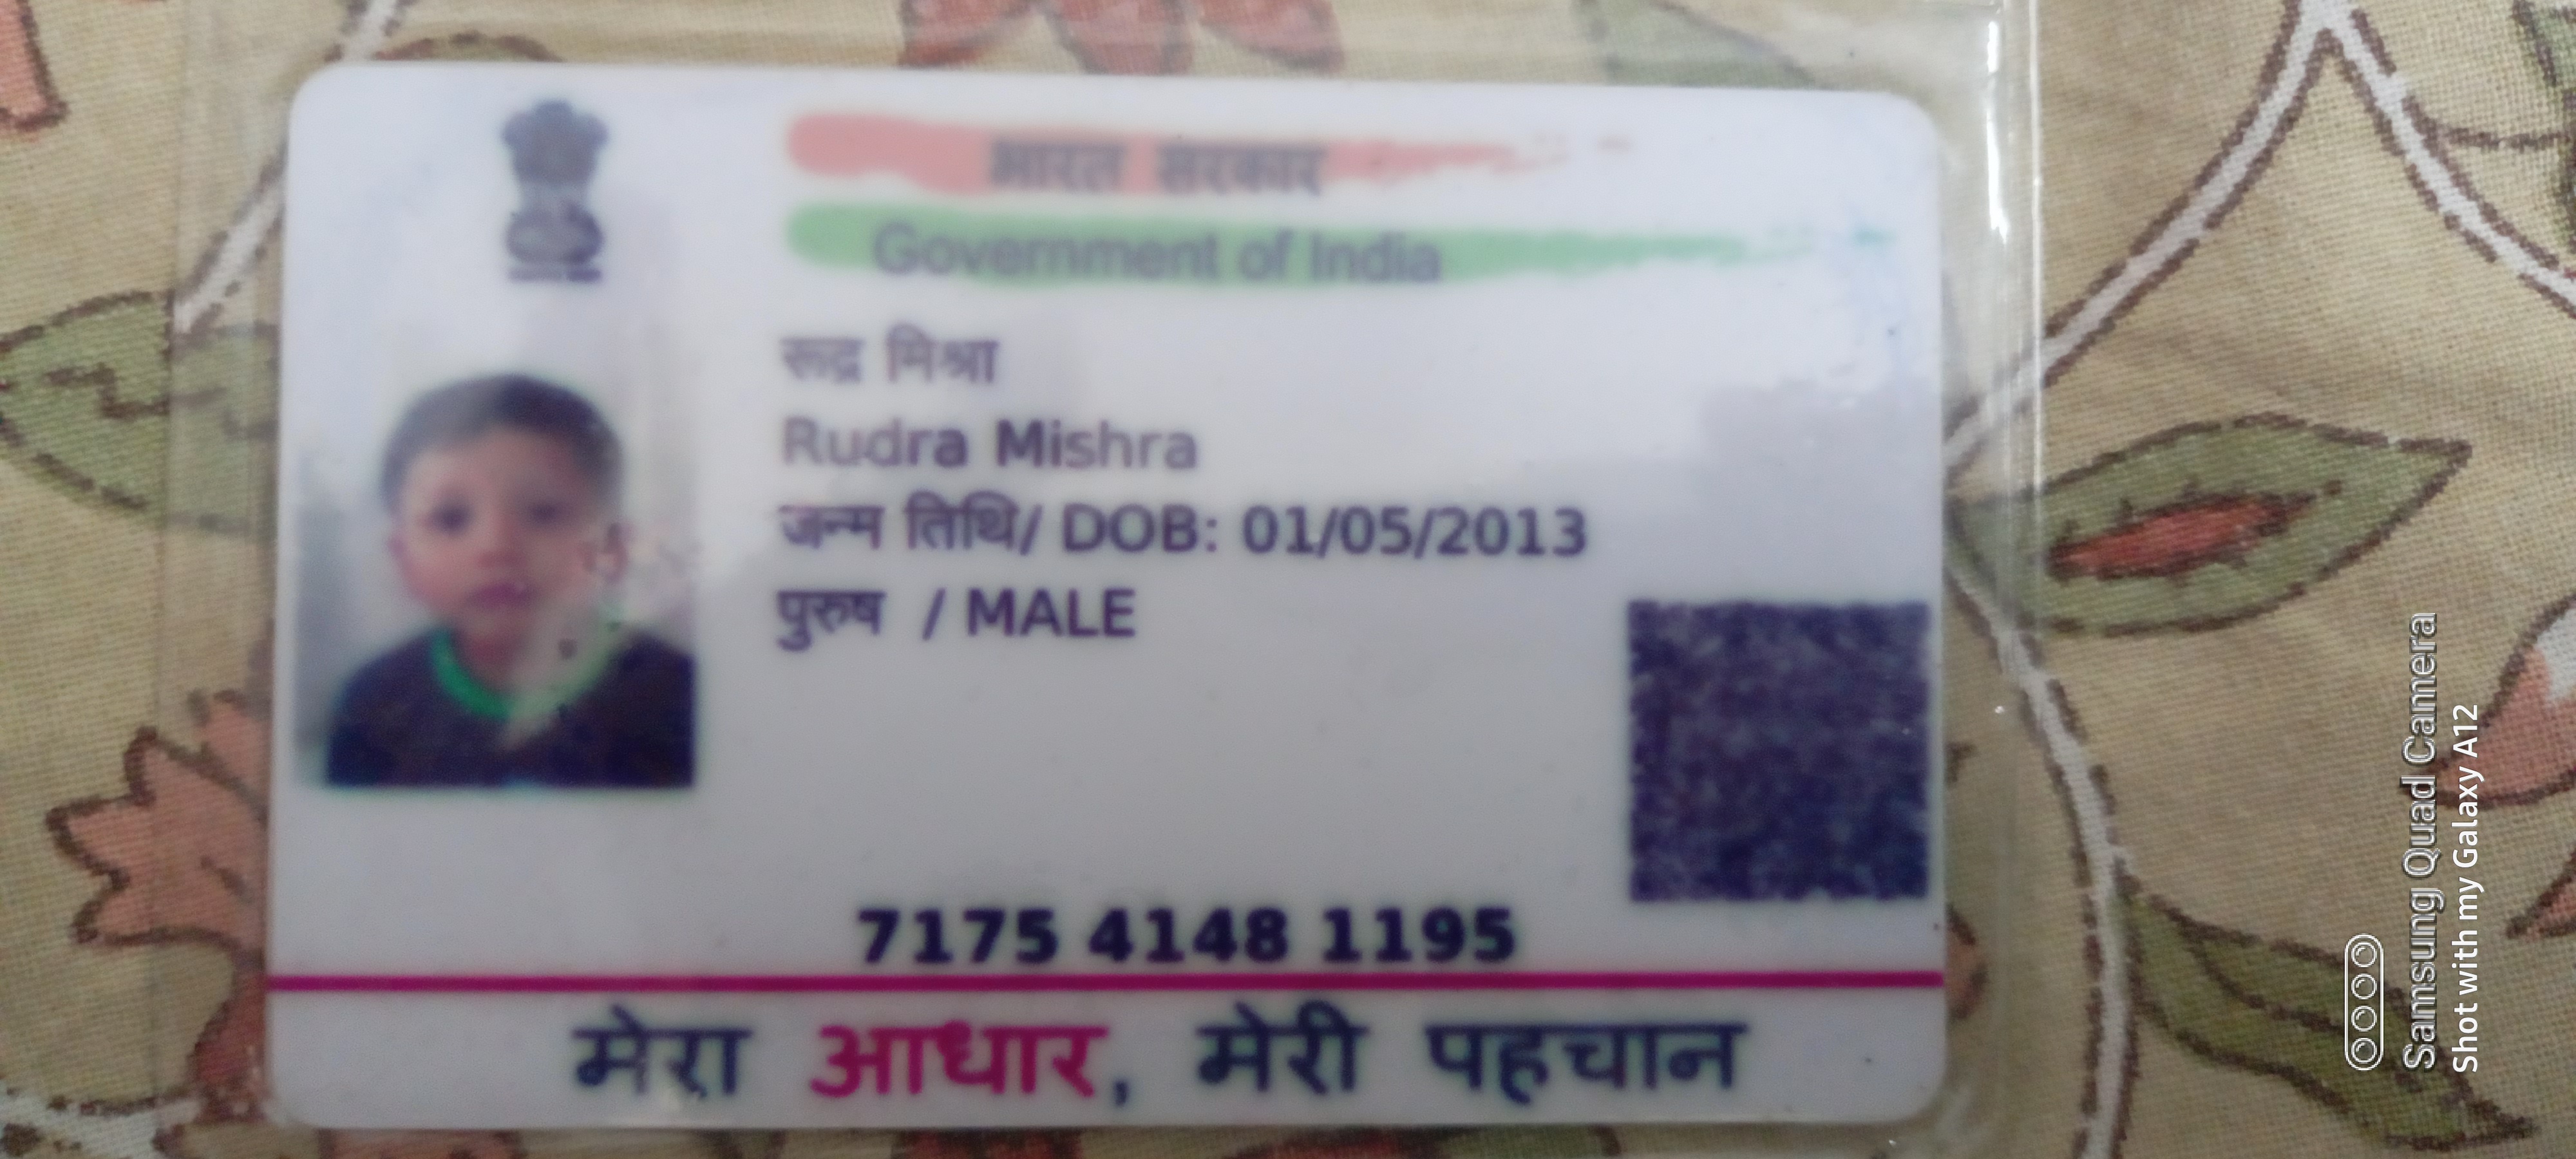 भारत सरकार
Government of India
रुद्र मिश्रा
Rudra Mishra
जन्म तिथि/ DOB: 01/05/2013
पुरुष / MALE
7175 4148 1195
मेरा आधार, मेरी पहचान
Samsung Quad Camera
Shot with my Galaxy A12